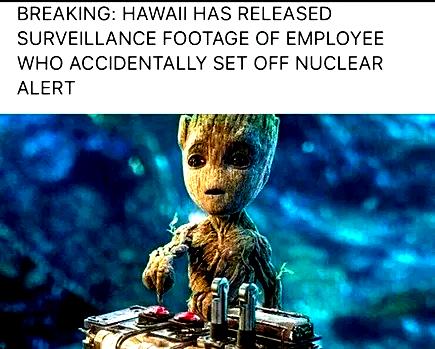 BREAKING: HAWAII HAS RELEASED
SURVEILLANCE FOOTAGE OF EMPLOYEE
WHO ACCIDENTALLY SET OFF NUCLEAR
ALERT